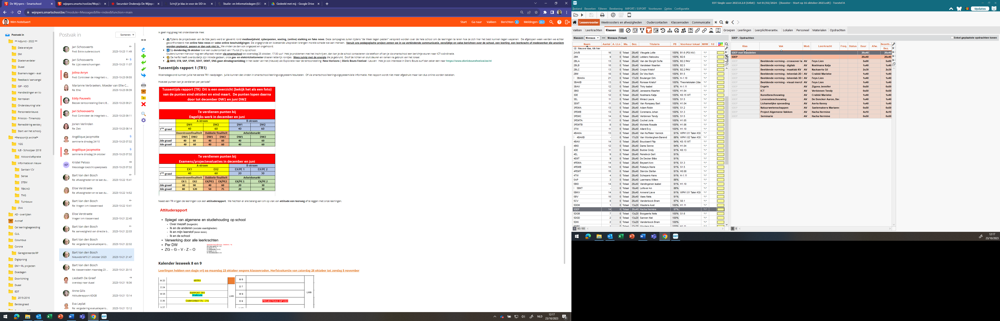 De Wijnpers - Smartschool
wijnpers.smartschool.be/Wopi/i
Secundair Onderwijs De Wijnper
Schrijf je klas in voor de SID-in
Studie- en Informatiedagen (SID
Gedeeld met mij - Google Drive
wijnpers.smartschool.be/?module=Messages&file=index&function=main
Wim Notebaert
Start
Ga naar
Vakken
Berichten 8
Meldingen 351
Postvak in
** Adjunct - 2022 **
Data-analyse
DM
Doelenverdeler
Duaal
Examenvragen - eval
Feedback/ aanvangsl
GIP - KSO
Handleidingen en lice
Kerntaken
Ondersteuning/ alle
Personeelsnieuws
Prikklok - Timemoto
Remediëring eerste g
Start van het schoolj
*Persoonlijk archief*
1GG
ILB - Schooljaar 2018
Akkoord afsprake
Informatie en nieuwe
Sanitair/ CV
Sense
STEM
TBK/AO
TNG
Tuinbouw
OV4
AD - overlijden
Archief
Cel leerlingbegeleiding
CLIL
Columbus
Corona
Geregistreerde RP
Digisprong
DM + RL projecten
Doedagen
Doorlichting
Duaal
EDT
2015-2016
Eerste graad
Postvak in
Sorteren
Jari Schoovaerts
Fwd: Extra ouderaccount 2023-10-23 11:49
Jari Schoovaerts
Re: Lijst waarschuwingen 2023-10-23 11:07
Jolina Arryn
Fwd: Controleer de integriteit v... 2023-10-23 09:55
Marianne Verbraeken, Moeder van Ellie C...
Re: Ellie 2023-10-23 09:39
Eddy Pauwels
Bezoek tentoonstelling Dieric B... 2023-10-23 09:21
Jari Schoovaerts
Fwd: Controleer de integriteit v... 2023-10-23 09:11
Jorien Verlinden
Re: Ziek 2023-10-23 08:14
Angélique Jacqmotte
seminarie dinsdag 24/10 2023-10-23 07:32
Angélique Jacqmotte
seminarie dinsdag 24 oktober 2023-10-23 07:32
KP
Kristel Peloso
Mesostage toezicht speelplaats 2023-10-23 07:32
Bart Van den Bosch
Re: afwezigheden en te laat du... 2023-10-22 15:41
Elise Verstraete
Re: afwezigheden en te laat du... 2023-10-22 14:52
Bart Van den Bosch
Re: Vragen ivm klassenraad 2023-10-22 10:41
Elise Verstraete
Vragen ivm klassenraad 2023-10-21 22:45
Bart Van den Bosch
Re: aanwezigheid van directie b... 2023-10-21 22:03
Bart Van den Bosch
Re: vergadering evaluatieperio... 2023-10-21 22:02
Bart Van den Bosch
Nieuwsbrief 6 21 oktober 2023 2023-10-21 21:47
Bart Van den Bosch
Re: klassenraden maandag 23 ... 2023-10-21 20:10
Liesbeth De Greef
overstap naar duaal 2023-10-21 18:36
Anne Gilis
Attituderapport 6DGB 2023-10-21 13:14
Eva Leplat
Re: vergadering evaluatieperio... 2023-10-21 13:12
Ik geef nog graag het onderstaande mee:
Tijdens de projectweek van de 5de jaars werd er gewerkt rond mediawijsheid, cyberpesten, sexting, (online) stalking en fake news. Deze campagnes zullen tijdens "de Week tegen pesten" verspreid worden over de hele school om de leerlingen te leren hoe ze zich hier het best kunnen tegen wapenen. De afgelopen week werden we echter
geconfronteerd met online fake news en valse online beschuldigingen. De ongegronde en kwetsende uitspraken brengen morele schade toe aan mensen. Vanuit ons pedagogische project zetten we in op verbindende communicatie, eenzijdige en valse berichten over de school, een leerling, een leerkracht of medewerker die anoniem
worden geplaatst, passen er dan ook niet in. We vinden ze dan ook ongepast en ongehoord.
Op donderdag 26 oktober is er een oudercontact van 17u tot 21u op school.
Ouders kunnen hiervoor nog een afspraak maken via smartschool tot woensdag 25 oktober, 17.00 uur! Heb je problemen met het inschrijven, dan kan je de school contacteren via telefoon of kan je via smartschool een berichtje sturen naar ICT-coördinatie.
De herfst heeft overduidelijk zijn intrede gedaan, onze gas- en elektriciteitsmeter draaien letterlijk rondjes. Wees zuinig met de energie die je gebruikt. Doof de lichten en sluit deuren en ramen na gebruik van het lokaal.
5BIO, 5TB, 5AP, 5TWE, 5DVT, 5KWT, 5NG gaan dinsdagnamiddag in het kader van het (nieuwe) vak Exploratie naar de tentoonstelling -New Horizons | Dieric Bouts Festival - Leuven Heb je ook interesse in Dieric Bouts surf dan zeker een naar https://www.diericboutsfestival.be/nl
Tussentijds rapport 1 (TR1)
Woensdagavond kunnen jullie het eerste TR1 raadplegen. Jullie kunnen dat vinden in smartschool/leerlingvolgsysteem/resultaten. Of via smartschool/leerlingvolgsysteem/alle informatie. Het rapport wordt niet meer afgedrukt maar kan dus online worden bekeken.
Hoeveel punten kan je verdienen per periode?
Tussentijds rapport (TR) Dit is een overzicht (bekijk het als een foto)
van de punten eind oktober en eind maart. De punten lopen daarna
door tot december DW1 en juni DW2
Te verdienen punten bij
Dagelijks werk in december en juni
A-stroom B-stroom
DW1 DW2 DW1 DW2
1ste graad 40 60 40 60
Doorstroomfinaliteit Dubbele finaliteit Arbeidsmarkt
DW1 DW2 DW1 DW2 DW1 DW2
2de graad 40 60 40 60 40 60
3de graad 40 60 40 60 40 60
Te verdienen punten bij
Examens/projectevaluaties in december en juni
A-stroom B-stroom
EX1 EX2 EX/PE 1 EX/PE 2
1ste graad 40 60 20 30
Doorstroomfinaliteit Dubbele finaliteit Arbeidsmarkt
EX 1 EX2 EX/PE1 EX/PE2 EX/PE 1 EX/PE 2
2de graad 60 90 40 60 20 30
3de graad 80 120 50 75 20 30
Naast een TR krijgen de leerlingen ook een attituderapport. We hechten er alle belang aan om op vlak van attitude een leerweg af te leggen met onze leerlingen.
Attituderapport
• Spiegel van algemene en studiehouding op school
- Over mezelf (burgerzin)
- Ik en de anderen (sociale vaardigheden)
- Ik en mijn leerstof (leren leren)
- Ik en de school
• Verwerking door alle leerkrachten
• Per DW
• ZG – G – V - Z – O
Kalender lesweek 8 en 9
Leerlingen hebben een dagje vrij op maandag 23 oktober wegens klassenraden. Herfstvakantie van zaterdag 28 oktober tot zondag 5 november
M 23 KRTR1
D 24
W 25 RAPPORT TR1
Strafstudie
D 26 Oudercontact 17u – 21u
V 27
LW8
M 6
D 7
W 8
D 9 PROJECTDAG GIP KSO
LW9
NLD
12:17
23/10/2023
EDT Single-user 2023.0.2.0 (64bit) - tot 01/02/2024 - [Rooster - Start op 16 oktober 2023.edt] - Toestel A
Bestand Bewerken Filteren Berekening IMPORT / EXPORT Voorkeuren Opties Configuratie
Updates
Lessenrooster Weekroosters en afwezigheden Oudercontacten Klassenraden Communicatie
Vakken Leerkrachten Klassen Groepen Leerlingen Leerplichtverantw. Lokalen Personeel Materialen Opdrachten
Klassen Niveaus Niveaus (Totaal)
Naam Aantal A. LLn Ma. Bez. Titularis PB Voorkeur lokaal MHW 1/2
Nieuwe klas, klik hier
2AVB 16 0 Totaal 26u40 Vleugels Lotte 100% B1.6 (PO/ AV)
2BK 9 0 Totaal 26u40 Leblanc Nakoulou 100% B2.6
2BLA 13 0 Totaal 26u40 Van der Borght Sofie 100% B2.2 PAV
2BLB 10 0 Totaal 26u40 Vandelaer Maarten 100% B2.5
2BLC 13 0 Totaal 26u40 Cnops Kristof 100% B2.2 PAV
2BM 10 0 Totaal 26u40 De Vos Mark 100% B1.5
3BAKA 21 0 Totaal 17u30 Boulanger Dirk 100% H-1.10
3BAKB 13 0 Totaal 26u40 Ronsse Kristof 100% Theorielokalen 2de
3BAV 12 0 Totaal 26u40 Thiry Isabel 97% H-1.11
3BIO 12 0 Totaal 26u40 Janssens Maarten 100% H1.04
3DE 12 0 Totaal 26u40 Noelmans Katja 100% K0.15 WT
3EL 11 0 Totaal 26u40 Miniaci Laura 100% S1.5
3EMT 11 0 Totaal 26u40 Van Rompaey Bart 100% H1.04
3PDMA 13 0 Totaal 26u40 Adam Robin 100% S1.2
3PDMB 13 0 Totaal 26u40 Coremans Johan 100% S1.3
3PDMC 14 0 Totaal 26u40 Verbinnen Tendy 100% S1.5
3PDMTA 11 0 Totaal 26u40 Cochet Joris 100% H1.05
3PDMTB 8 0 Totaal 26u40 Michiels Rosalie 100% H1.06
3TW 11 0 Totaal 26u40 Allard Evy 100% H1.10
4BAKA 13 0 Totaal 26u40 Van Nuffelen Yannick 91% WPH1.01 Talen KSO
4BAKB - 0 Totaal 17u30 Van Wonterghem Barend 86% WPH1.02 Talen KSO
4BAV 14 0 Totaal 26u40 Bouckaert Filip 94% K0.15 WT
4BIO 12 0 Totaal 26u40 Dams Senne 94% H1.04
4DE 11 0 Totaal 26u40 Bulcke Cindy 91% K0.13
4EL 9 0 Totaal 26u40 Peirelinck Gert 91%
4EMT 9 0 Totaal 26u40 De Decker Bilbo 91%
4PDMA 14 0 Totaal 26u40 Beyaert Ann 91% S1.3
4PDMB 14 0 Totaal 26u40 Putseys Marie 91% S1.5
4PDMT 15 0 Totaal 26u40 Sterckx Stefan 91% H0.08
4TW 4 0 Totaal 26u40 Schepers Hans 91% H-1.11
5AP 3 0 Totaal 26u40 Laermans Willem 86%
5BIO 14 0 Totaal 26u40 Vandingenen Isabel 91% H1.10
5BKT - 0 Totaal 16u40 Lefever An 86%
5BKV 14 0 Totaal 26u40 Annerel Lieve 91% WPH1.01 Talen KSO
5BV 10 0 Totaal 26u40 Vaes Niels 91%
5CV 8 0 Totaal 26u40 Vanderloock Bram 97% S0.1
5DDM 1 0 Totaal 13u20 Wauters Axel 100% H1.11
5DEP 14 0 Totaal 26u40 Hacha Hermine 97%
5DGB 7 0 Totaal 13u20 Boogaerts Nelis 100% S1.6
5DGD 2 0 Totaal 13u20 Sannen Niel 100%
5DKI 2 0 Totaal 13u20 Vanderloock Bram 100%
1 93 / 93
5DEP - Opdrachten
Enkel geplaatste opdrachten tonen
Klas Vak Mod. Leerkracht Freq. Status Duur Afw. Bezetti...
Bez.
5DEP met klasdelen 26u40 26u40
5DEP 26u40 26u40
5DEP Beeldende vorming - crossover la AV Feys Lien 5u00 5u00
5DEP Beeldende vorming - digilab AV Noelmans Katja 1u40 1u40
5DEP Beeldende vorming - maaklab KV AV Nackaerts Gil 2u30 2u30
5DEP Beeldende vorming - tekenlab 2D AV Crabbé Marieke 1u40 1u40
5DEP Beeldende vorming - tekenlab 3D AV Feys Lien 1u40 1u40
5DEP Beeldende vorming - visual merch AV Feys Lien 1u40 1u40
5DEP Engels AV Zigova Jennifer 0u50 0u50
5DEP ICT AV Verbinnen Tendy 0u50 0u50
5DEP Kunstbeschouwing AV Crabbé Marieke 1u40 1u40
5DEP Levensbeschouwing AV De Doncker Aaron, De 1u40 1u40
5DEP Lichamelijke opvoeding AV Aerts Kenny 1u40 1u40
5DEP Natuurwetenschappen AV Saelemakers Mariann 0u50 0u50
5DEP Project Algemene Vakken AV Hacha Hermine 4u10 4u10
5DEP Seminarie AV Hacha Hermine 0u50 0u50
0 0
12:17
23/10/2023